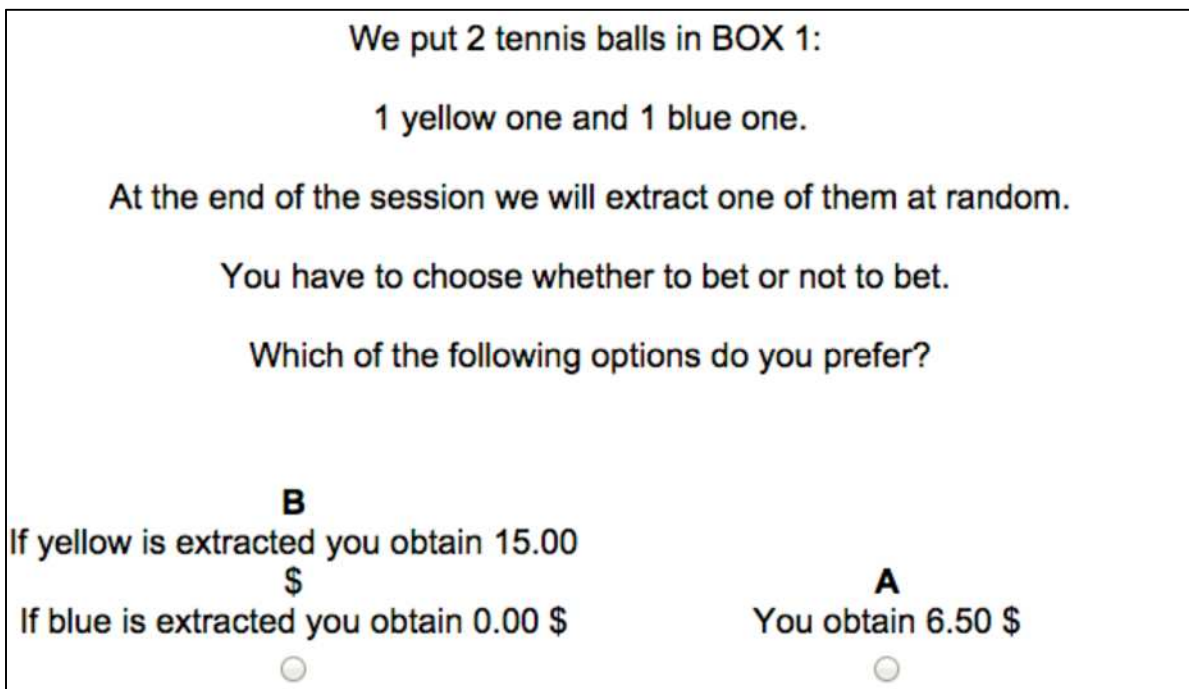 We put 2 tennis balls in BOX 1:
1 yellow one and 1 blue one.
At the end of the session we will extract one of them at random.
You have to choose whether to bet or not to bet.
Which of the following options do you prefer?
B
If yellow is extracted you obtain 15.00
$
If blue is extracted you obtain 0.00 $
A
You obtain 6.50 $